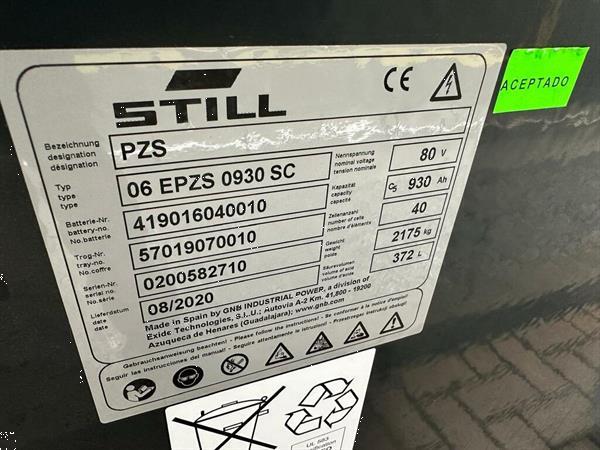 STILL
CE
ACEPTADO
Bezeichnung
designation
désignation
PZS
Nennspannung
nominal voltage
tension nominale
80 V
Typ
type
type
06 EPZS 0930 SC
Kapazität
capacity
capacité
C5 930 Ah
Batterie-Nr.
battery-no.
No.batterie
419016040010
Zellenanzahl
number of cells
nombre d'éléments
40
Trog-Nr.
tray-no.
No.coffre
57019070010
Gewicht
weight
poids
2175 kg
Serien-Nr.
serial no.
No.série
0200582710
Säurevolumen
volume of acid
volume d'acide
372 L
Lieferdatum
date
date
08/2020
Made in Spain by GNB INDUSTRIAL POWER, a division of
Exide Technologies, S.L.U.; Autovia A-2 Km. 41,800 - 19200
Azuqueca de Henares (Guadalajara); www.gnb.com
Gebrauchsanweisung beachten! Please follow the instructions! Se conformer à la notice d'emploi!
Seguir las instrucciones del manual! Seguire attentamente le istruzioni! Przestrzegać instrukcji obsługi!
UL 583